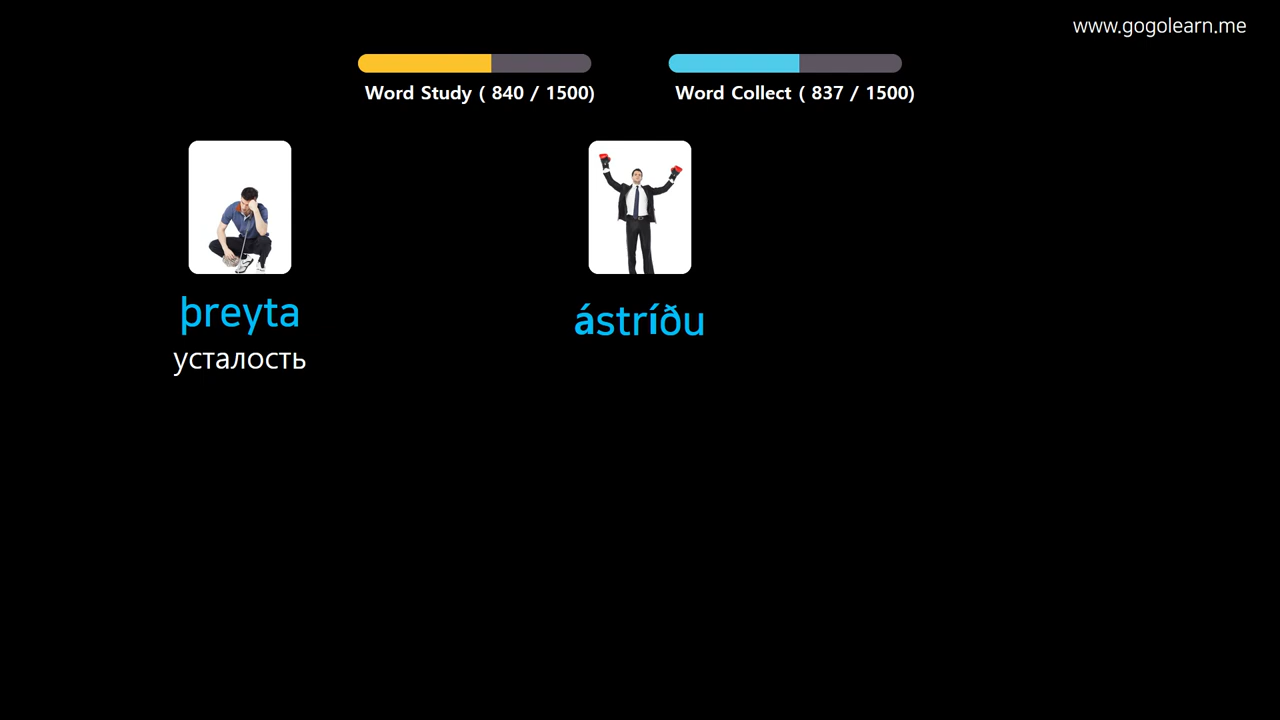 www.gogolearn.me
Word Study ( 840 / 1500)
Word Collect ( 837 / 1500)
þreyta
усталость
ástríðu